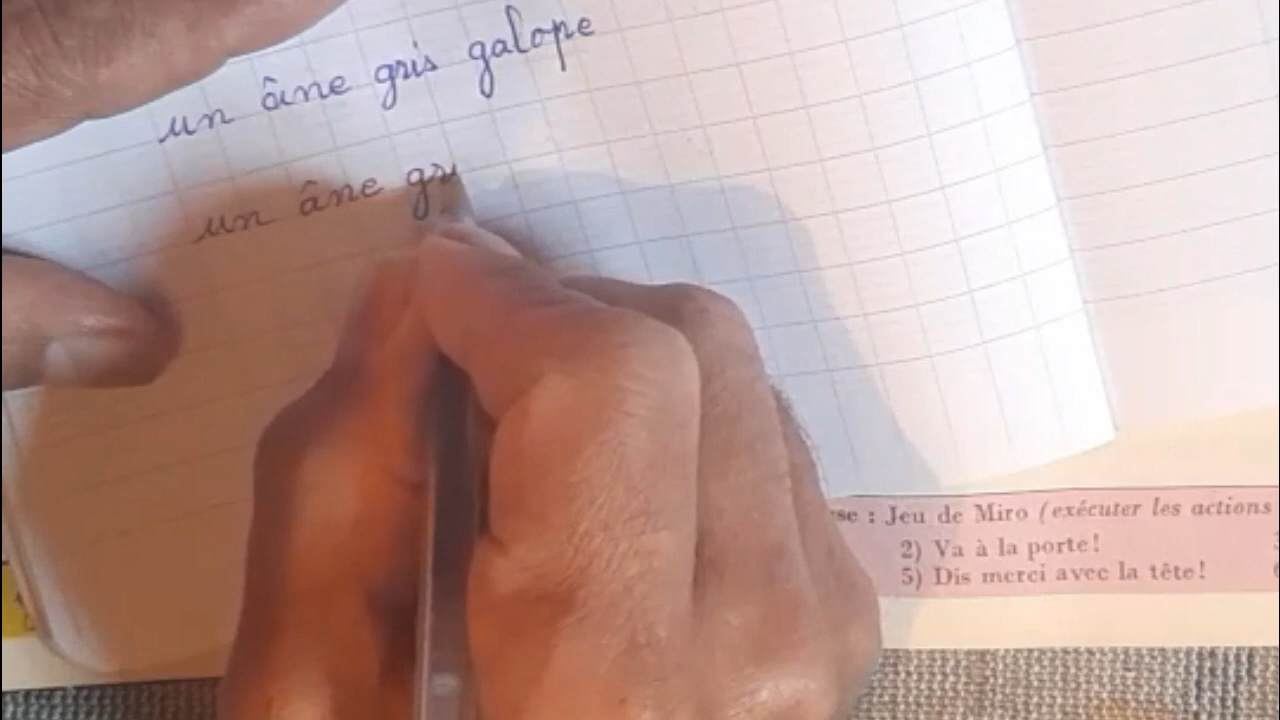 un âne gris galope
un âne gri
: Jeu de Miro (exécuter les actions
2) Va à la porte!
5) Dis merci avec la tête!